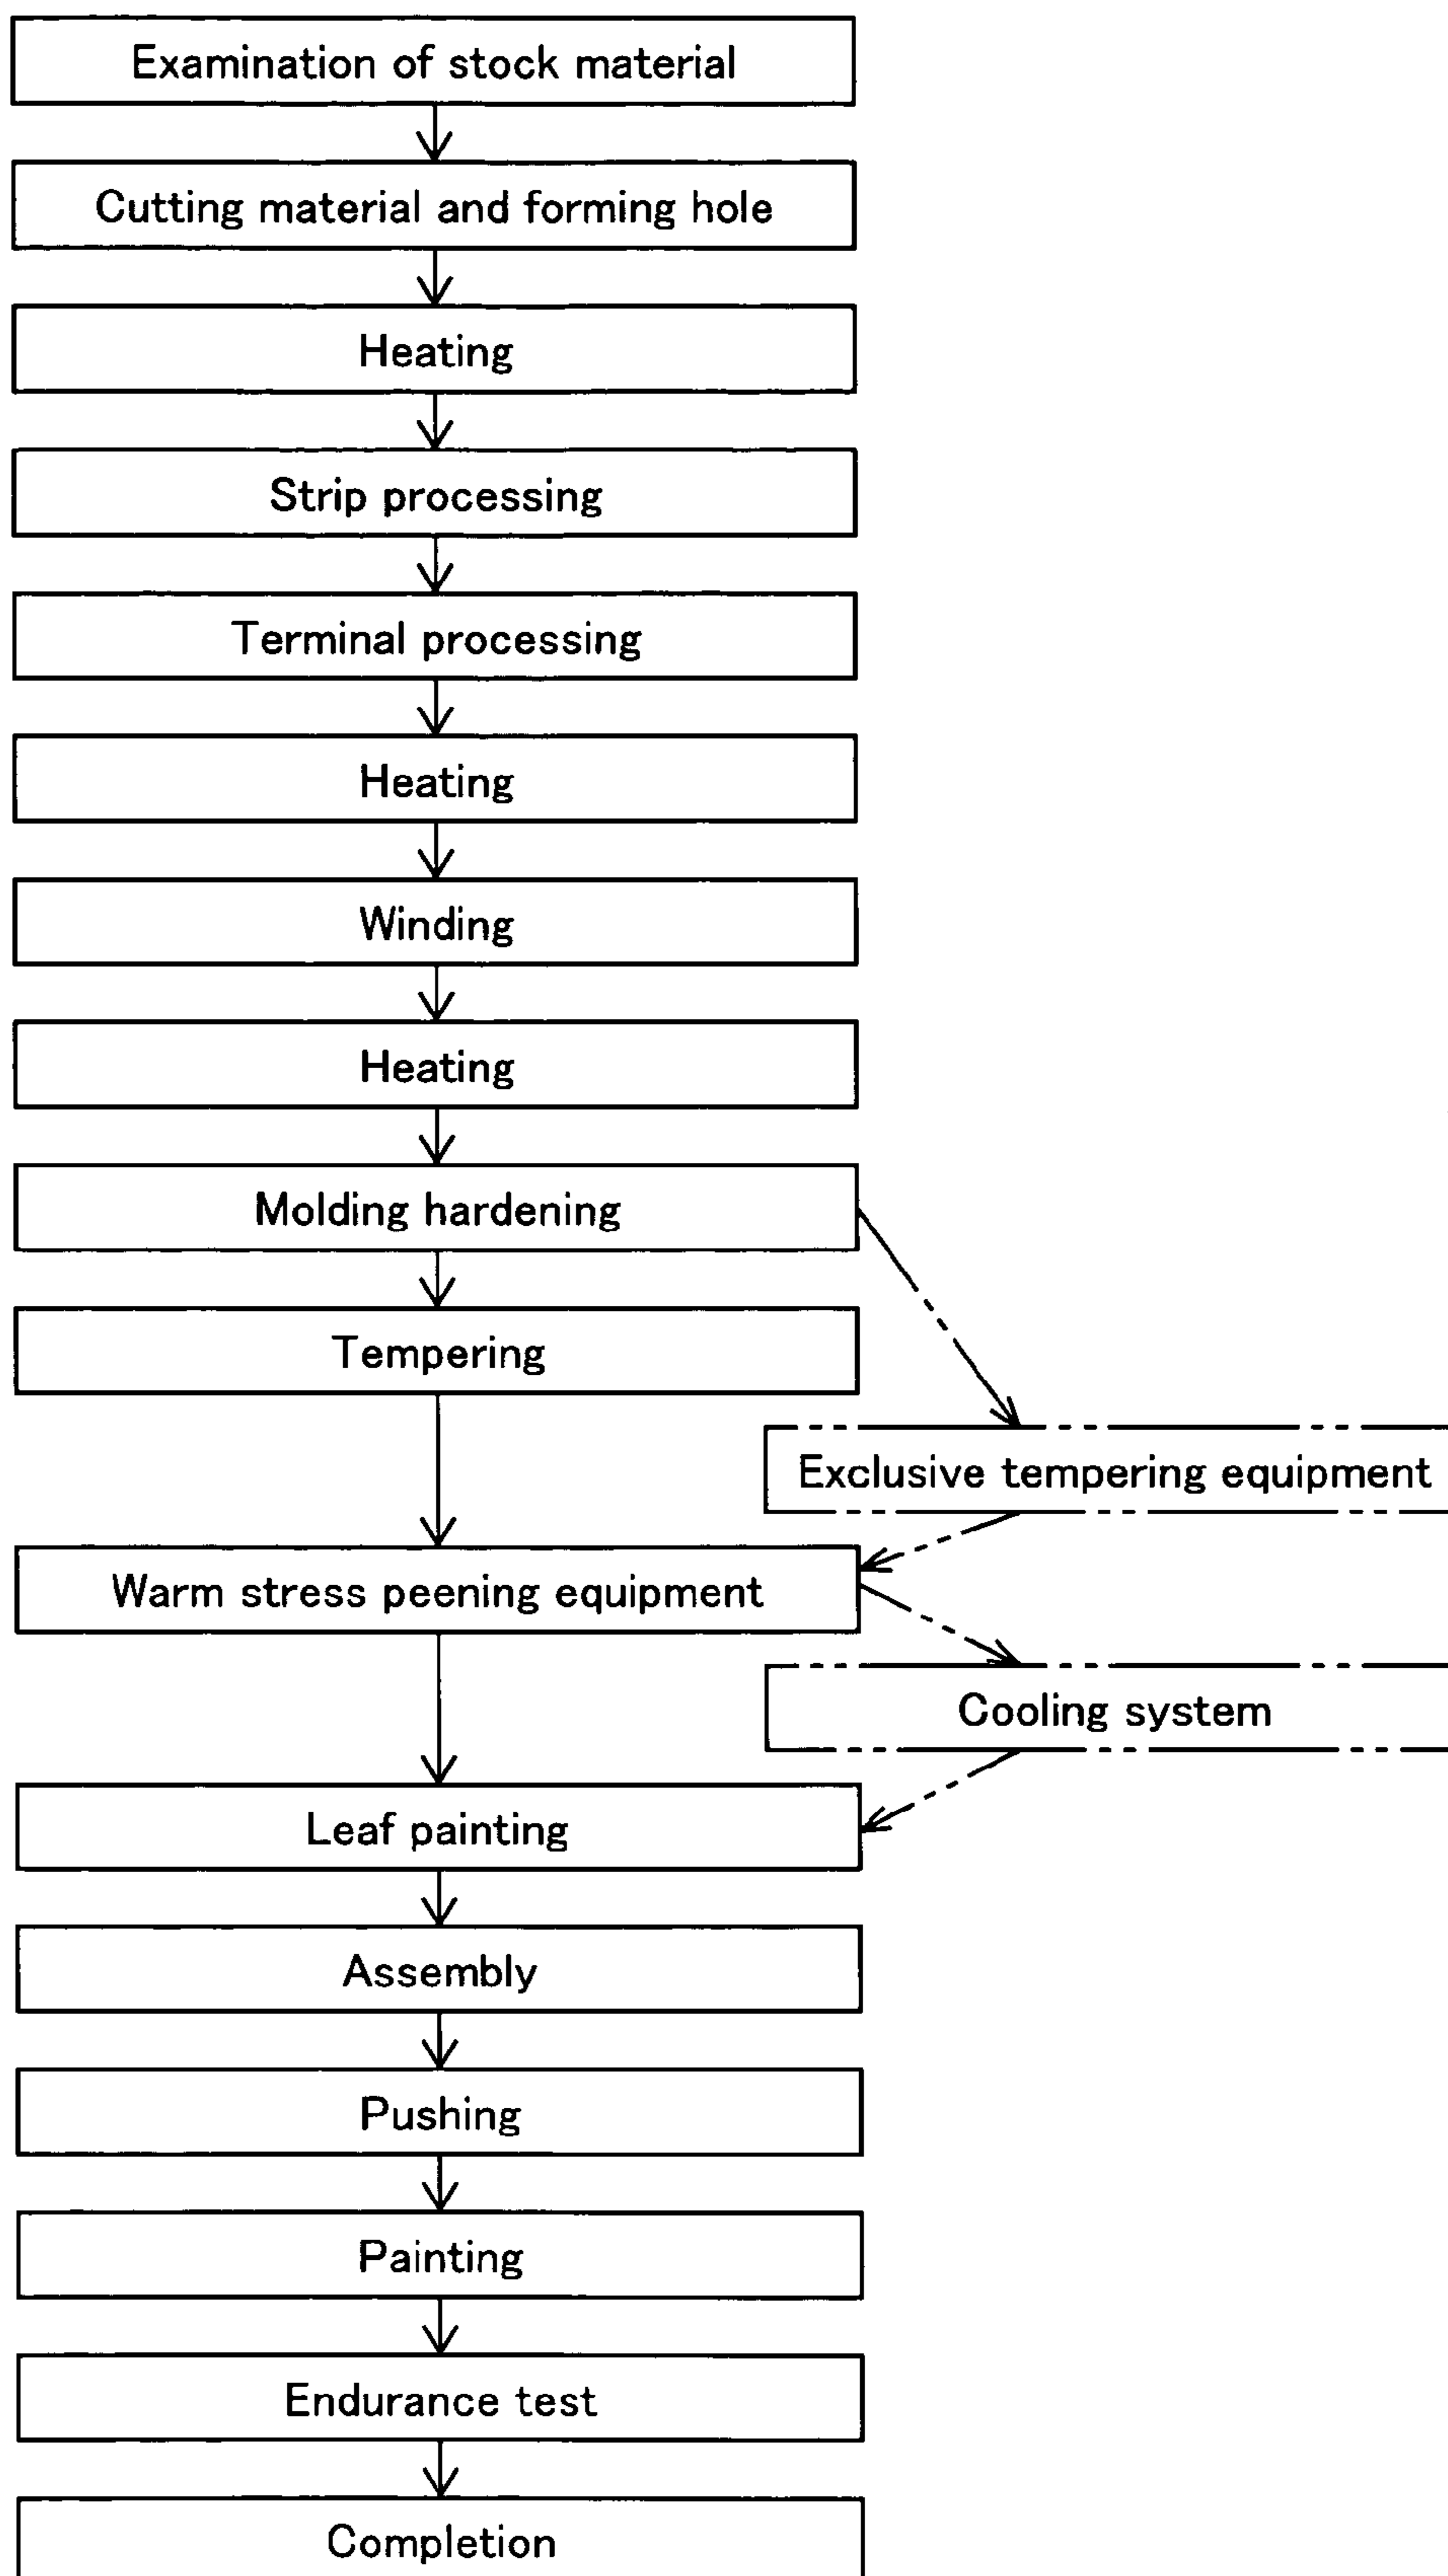 Examination of stock material
Cutting material and forming hole
Heating
Strip processing
Terminal processing
Heating
Winding
Heating
Molding hardening
Tempering
Exclusive tempering equipment
Warm stress peening equipment
Cooling system
Leaf painting
Assembly
Pushing
Painting
Endurance test
Completion